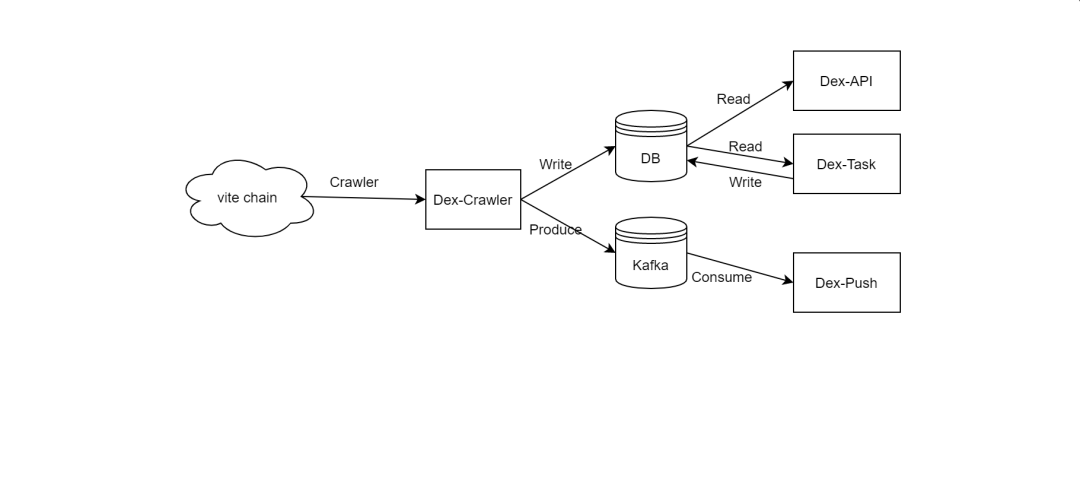 vite chain
Crawler
Dex-Crawler
Write
Produce
DB
Kafka
Read
Read
Write
Consume
Dex-API
Dex-Task
Dex-Push